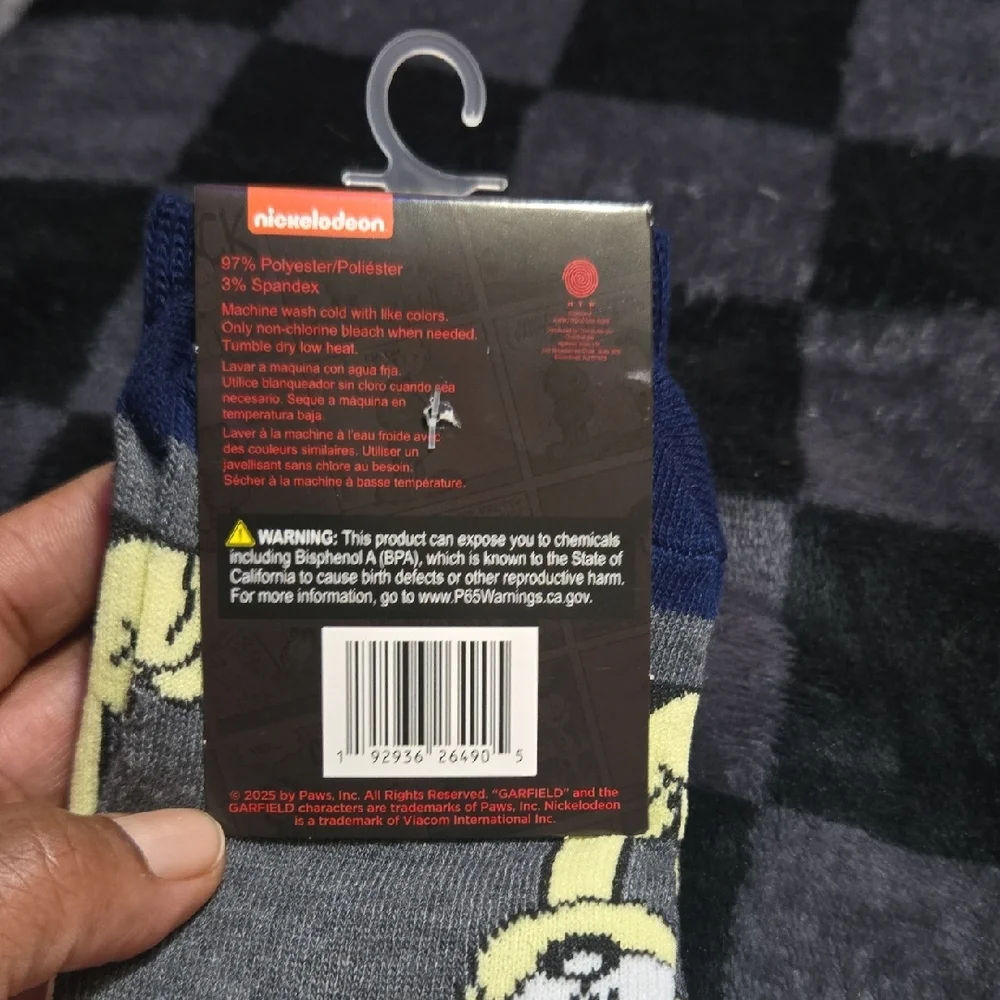 nickelodeon
97% Polyester/Poliéster
3% Spandex
Machine wash cold with like colors.
Only non-chlorine bleach when needed.
Tumble dry low heat.
Lavar a maquina con agua fria.
Utilice blanqueador sin cloro cuando séa
necesario. Seque a máquina en
temperatura baja.
Laver à la machine à l'eau froide avec
des couleurs similaires. Utiliser un
javellisant sans chlore au besoin.
Sécher à la machine à basse température.
HYP
WARNING: This product can expose you to chemicals
including Bisphenol A (BPA), which is known to the State of
California to cause birth defects or other reproductive harm.
For more information, go to www.P65Warnings.ca.gov.
1 92936 26490 5
© 2025 by Paws, Inc. All Rights Reserved. "GARFIELD" and the
GARFIELD characters are trademarks of Paws, Inc. Nickelodeon
is a trademark of Viacom International Inc.